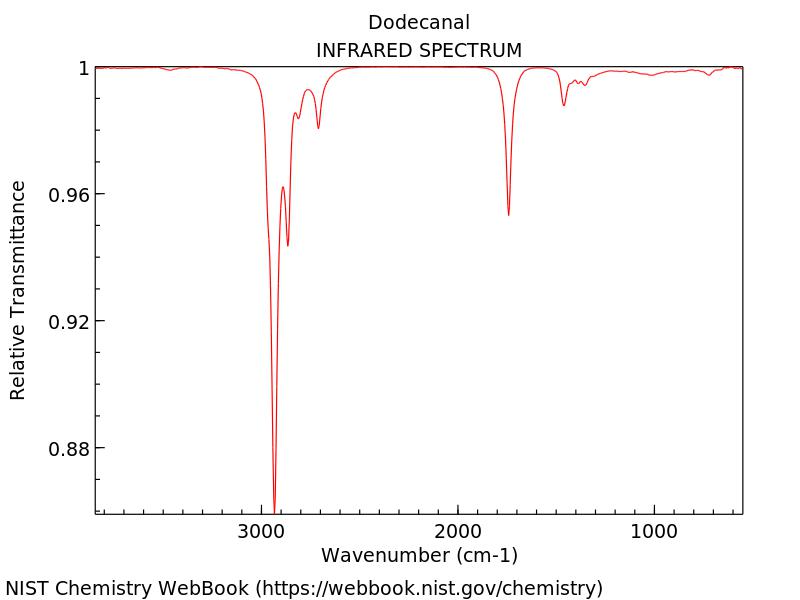 Dodecanal
INFRARED SPECTRUM
1
0.96
0.92
0.88
Relative Transmittance
3000 2000 1000
Wavenumber (cm-1)
NIST Chemistry WebBook (https://webbook.nist.gov/chemistry)